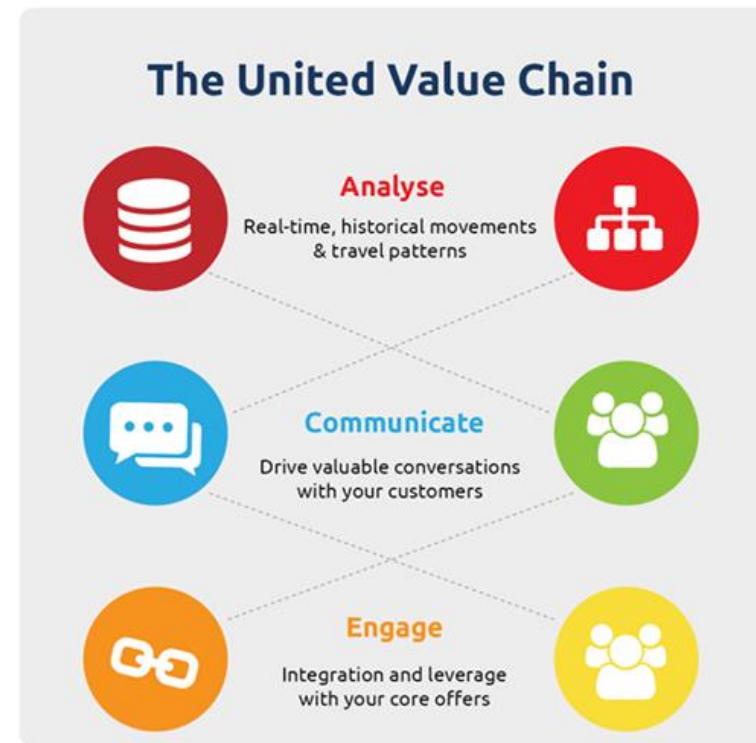 The United Value Chain
Analyse
Real-time, historical movements
& travel patterns
Communicate
Drive valuable conversations
with your customers
Engage
Integration and leverage
with your core offers